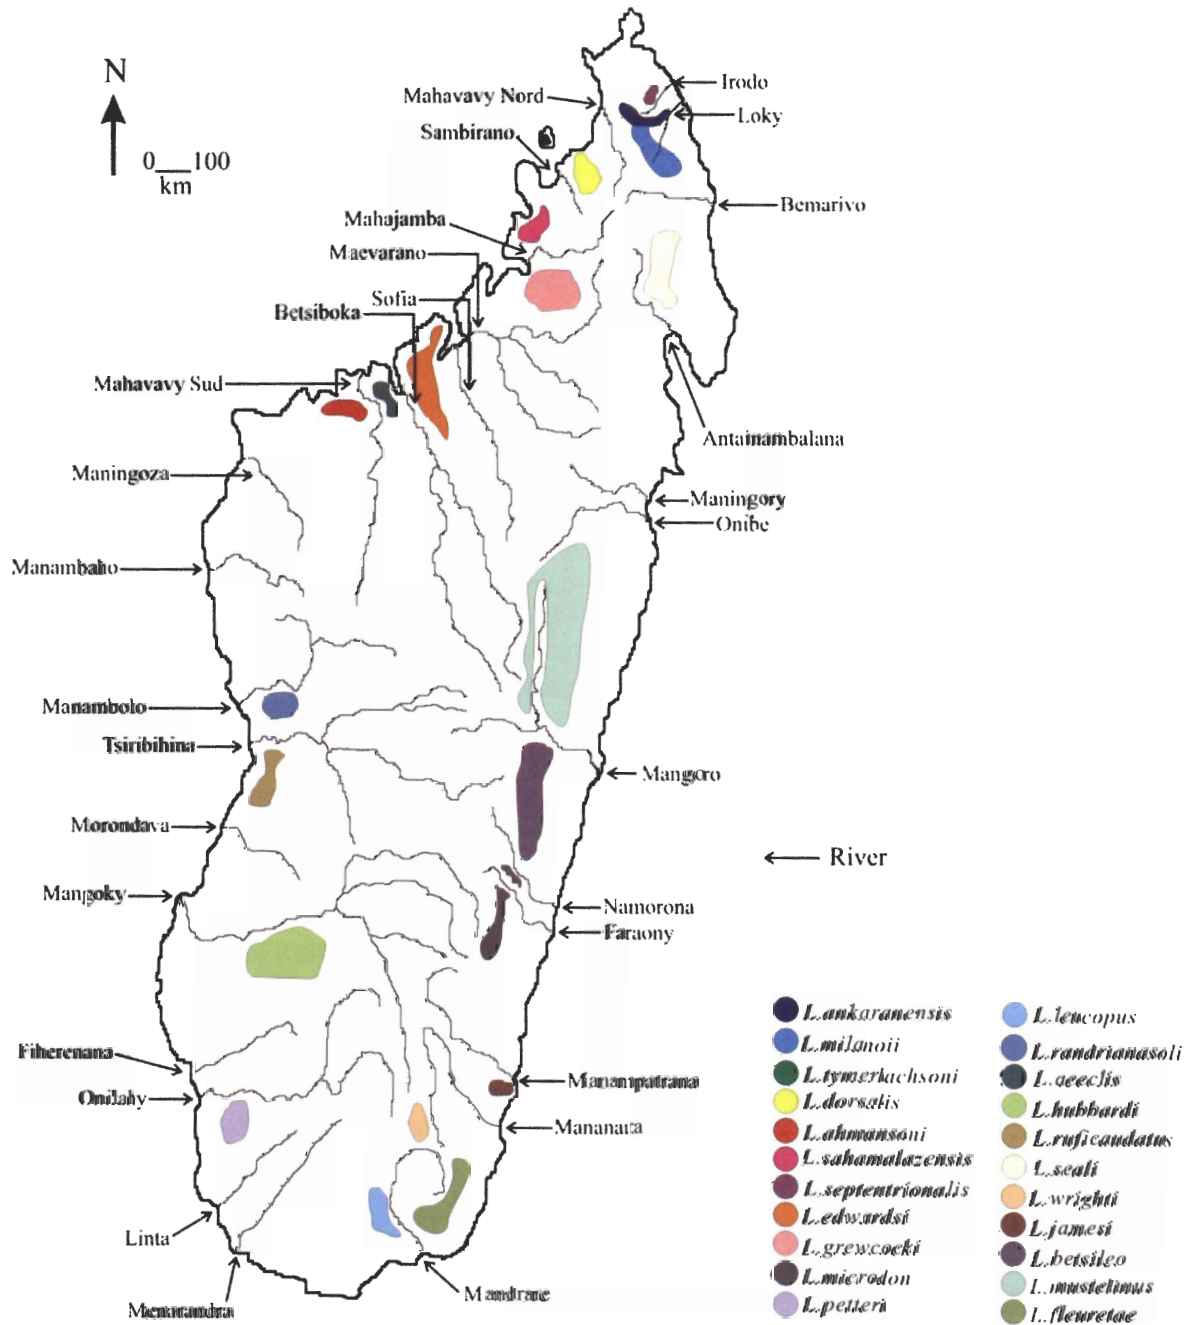 N
0 100
km
Irodo
Mahavavy Nord
Loky
Sambirano
Bemarivo
Mahajamba
Maevarano
Sofia
Betsiboka
Mahavavy Sud
Antainambalana
Maningoza
Maningory
Onibe
Manambaho
Manambolo
Tsiribihina
Mangoro
Morondava
River
Mangoky
Namorona
Faraony
Fiherenana
Manampatrana
Onilahy
Mananara
Linta
Mandrare
Menarandra
L.ankaranensis
L.milanoii
L.tymerlachsoni
L.dorsalis
L.ahmansoni
L.sahamalazensis
L.septentrionalis
L.edwardsi
L.grewcocki
L.microdon
L.petteri
L.leucopus
L.randrianasoli
L.aeeclis
L.hubbardi
L.ruficaudatus
L.seali
L.wrighti
L.jamesi
L.betsileo
L.mustelinus
L.fleuretae